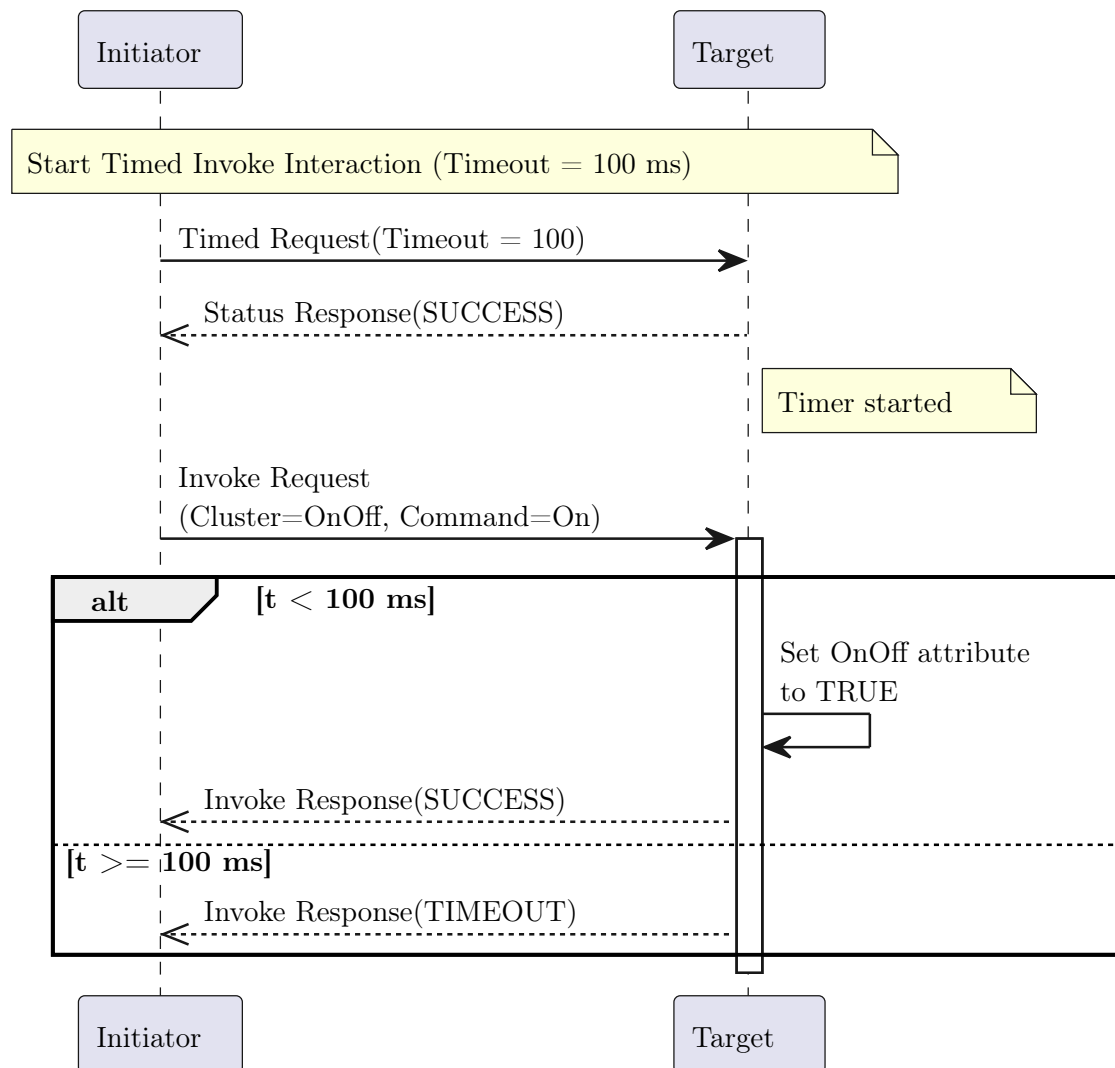 Initiator
Target
Start Timed Invoke Interaction (Timeout = 100 ms)
Timed Request(Timeout = 100)
Status Response(SUCCESS)
Timer started
Invoke Request
(Cluster=OnOff, Command=On)
alt
[t < 100 ms]
Set OnOff attribute
to TRUE
Invoke Response(SUCCESS)
[t >= 100 ms]
Invoke Response(TIMEOUT)
Initiator
Target